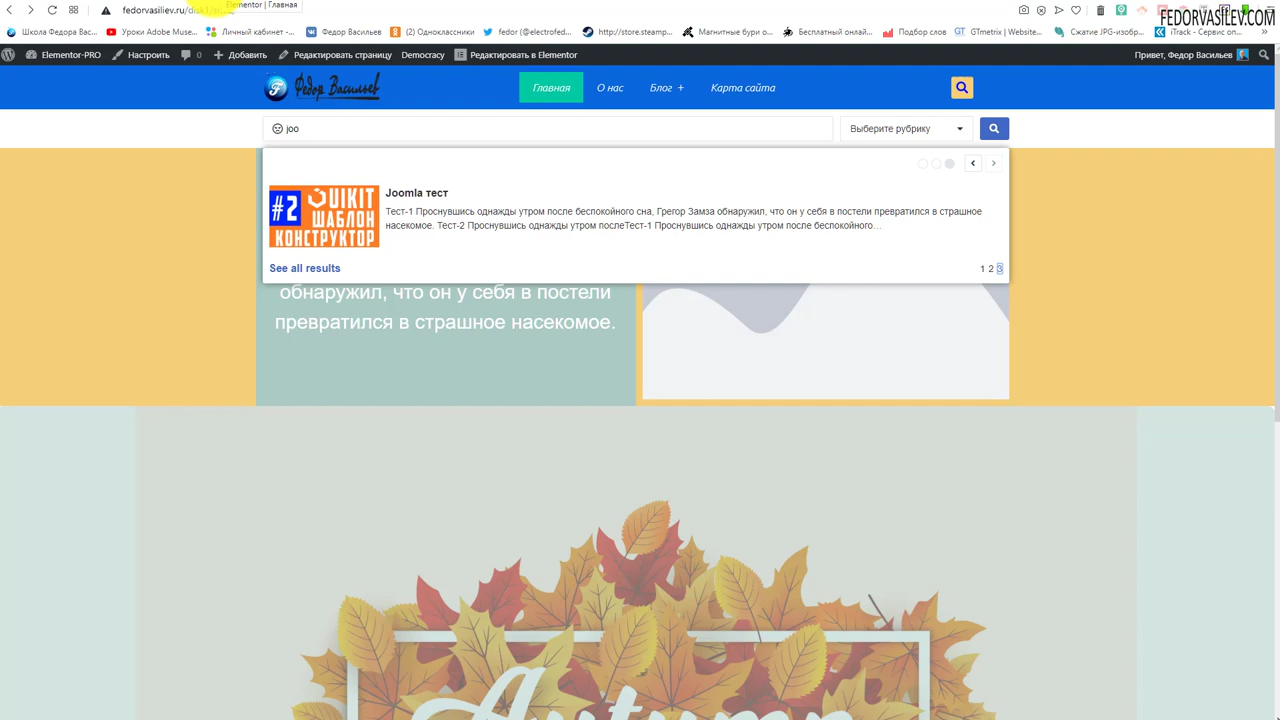 Elementor | Главная
fedorvasiliev.ru/disk1/
FEDORVASILEV.COM
Школа Федора Вас...
Уроки Adobe Muse...
Личный кабинет -...
Федор Васильев
(2) Одноклассники
fedor (@electrofed...
http://store.steamp...
Магнитные бури о...
Бесплатный онлай...
Подбор слов
GTmetrix | Website...
Сжатие JPG-изобр...
iTrack - Сервис оп...
Elementor-PRO
Настроить
0
Добавить
Редактировать страницу
Democracy
Редактировать в Elementor
Привет, Федор Васильев
Федор Васильев
Главная
О нас
Блог +
Карта сайта
joo
Выберите рубрику
#2
UIKIT
ШАБЛОН
КОНСТРУКТОР
Joomla тест
Тест-1 Проснувшись однажды утром после беспокойного сна, Грегор Замза обнаружил, что он у себя в постели превратился в страшное
насекомое. Тест-2 Проснувшись однажды утром послеТест-1 Проснувшись однажды утром после беспокойного…
See all results
1 2 3
обнаружил, что он у себя в постели
превратился в страшное насекомое.
Autumn